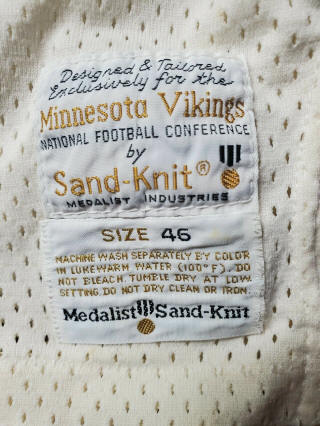 Designed & Tailored
Exclusively for the
Minnesota Vikings
NATIONAL FOOTBALL CONFERENCE
by
Sand-Knit®
MEDALIST INDUSTRIES
SIZE 46
MACHINE WASH SEPARATELY BY COLOR
IN LUKEWARM WATER (100°F). DO
NOT BLEACH. TUMBLE DRY AT LOW
SETTING. DO NOT DRY CLEAN OR IRON.
Medalist Sand-Knit